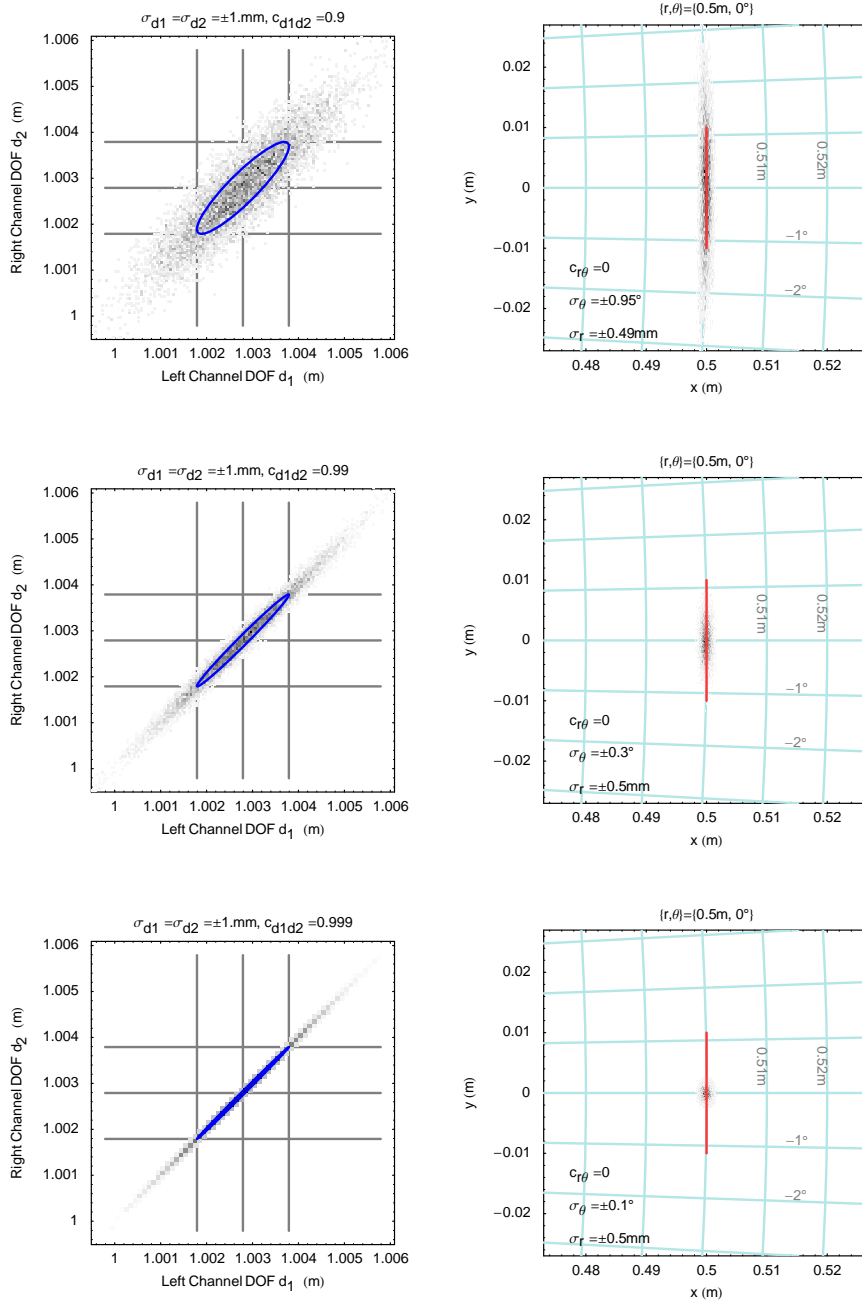 σd1 =σd2 =±1.mm, cd1d2=0.9
1.006
1.005
1.004
1.003
1.002
1.001
1
Right Channel DOF d2 (m)
1 1.001 1.002 1.003 1.004 1.005 1.006
Left Channel DOF d1 (m)
{r,θ}={0.5m, 0°}
0.02
0.01
0
−0.01
−0.02
y (m)
0.51m
0.52m
−1°
−2°
crθ =0
σθ =±0.95°
σr =±0.49mm
0.48 0.49 0.5 0.51 0.52
x (m)
σd1 =σd2 =±1.mm, cd1d2=0.99
1.006
1.005
1.004
1.003
1.002
1.001
1
Right Channel DOF d2 (m)
1 1.001 1.002 1.003 1.004 1.005 1.006
Left Channel DOF d1 (m)
{r,θ}={0.5m, 0°}
0.02
0.01
0
−0.01
−0.02
y (m)
0.51m
0.52m
−1°
−2°
crθ =0
σθ =±0.3°
σr =±0.5mm
0.48 0.49 0.5 0.51 0.52
x (m)
σd1 =σd2 =±1.mm, cd1d2=0.999
1.006
1.005
1.004
1.003
1.002
1.001
1
Right Channel DOF d2 (m)
1 1.001 1.002 1.003 1.004 1.005 1.006
Left Channel DOF d1 (m)
{r,θ}={0.5m, 0°}
0.02
0.01
0
−0.01
−0.02
y (m)
0.51m
0.52m
−1°
−2°
crθ =0
σθ =±0.1°
σr =±0.5mm
0.48 0.49 0.5 0.51 0.52
x (m)